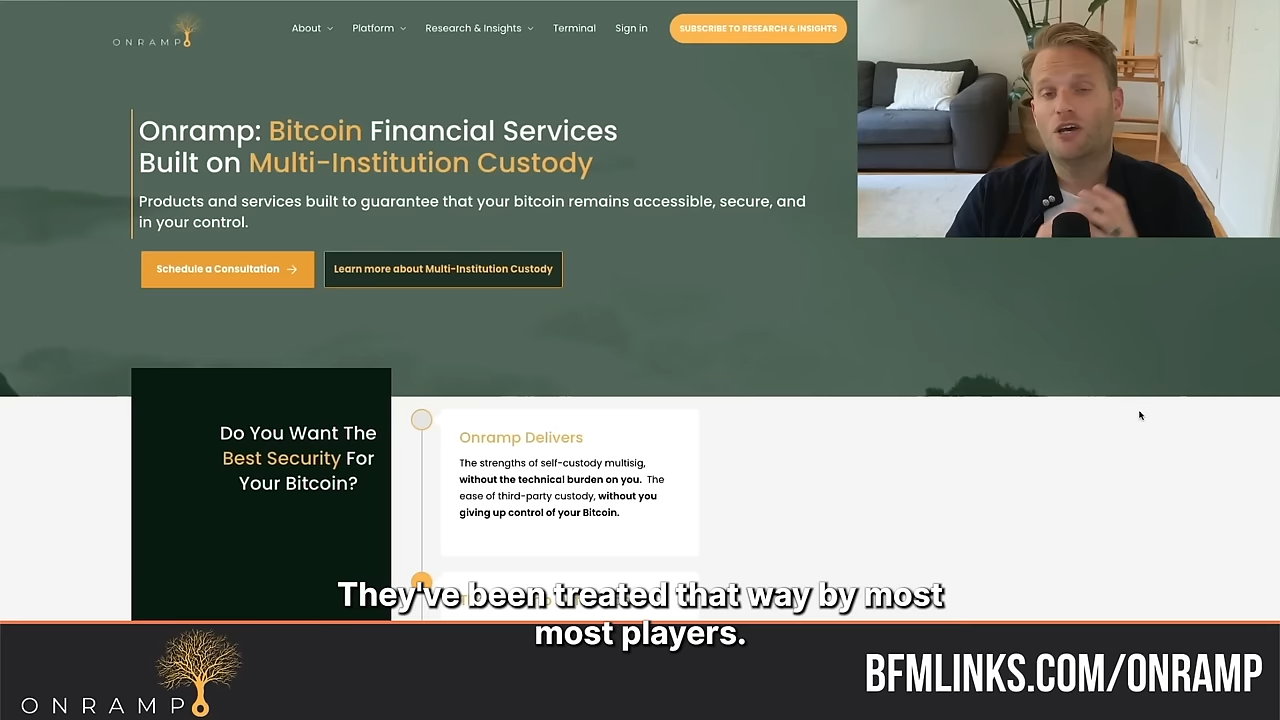 ONRAMP
About
Platform
Research & Insights
Terminal
Sign in
SUBSCRIBE TO RESEARCH & INSIGHTS
Onramp: Bitcoin Financial Services
Built on Multi-Institution Custody
Products and services built to guarantee that your bitcoin remains accessible, secure, and
in your control.
Schedule a Consultation
Learn more about Multi-Institution Custody
Do You Want The
Best Security For
Your Bitcoin?
Onramp Delivers
The strengths of self-custody multisig,
without the technical burden on you. The
ease of third-party custody, without you
giving up control of your Bitcoin.
They've been treated that way by most
most players.
ONRAMP
BFMLINKS.COM/ONRAMP